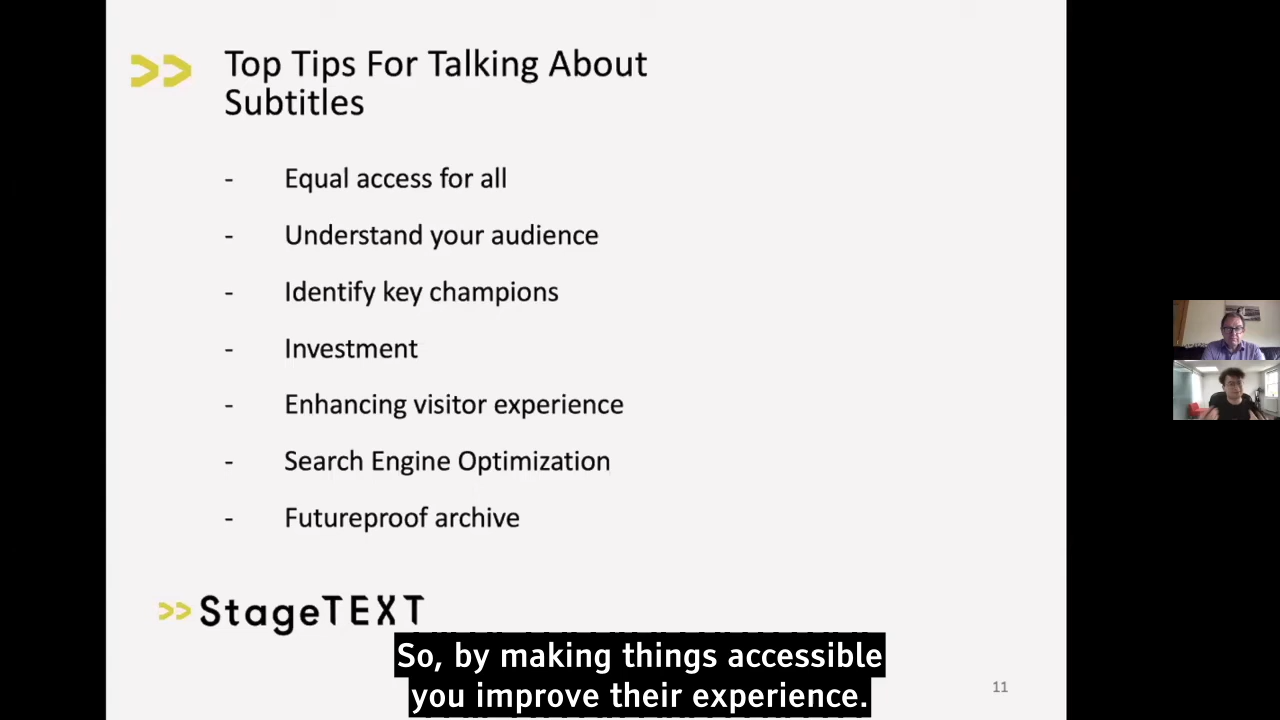 Top Tips For Talking About
Subtitles
- Equal access for all
- Understand your audience
- Identify key champions
- Investment
- Enhancing visitor experience
- Search Engine Optimization
- Futureproof archive
>> StageTEXT
So, by making things accessible
you improve their experience.
11